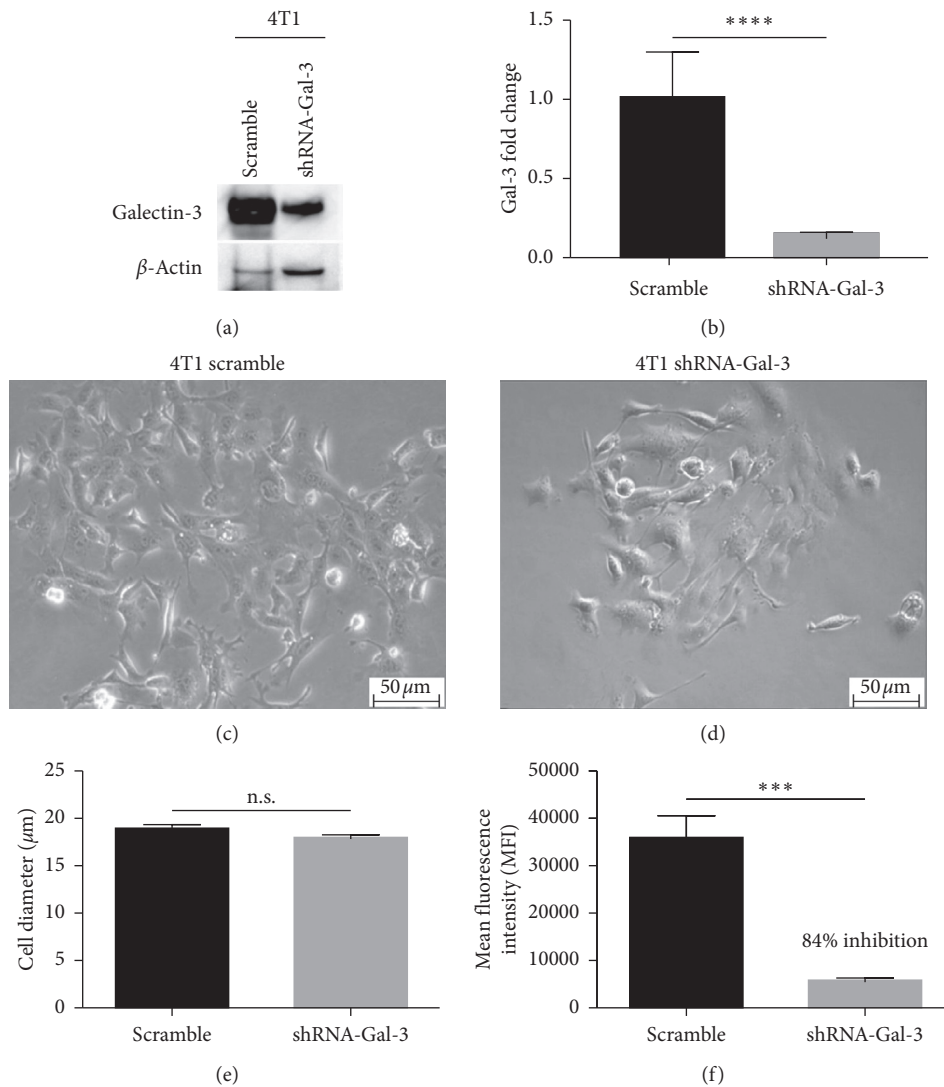 4T1
Scramble
shRNA-Gal-3
Galectin-3
β-Actin
(a)
1.5
1.0
0.5
0.0
Gal-3 fold change
****
Scramble
shRNA-Gal-3
(b)
4T1 scramble
50 μm
(c)
4T1 shRNA-Gal-3
50 μm
(d)
25
20
15
10
5
0
Cell diameter (μm)
n.s.
Scramble
shRNA-Gal-3
(e)
50000
40000
30000
20000
10000
0
Mean fluorescence
intensity (MFI)
***
84% inhibition
Scramble
shRNA-Gal-3
(f)